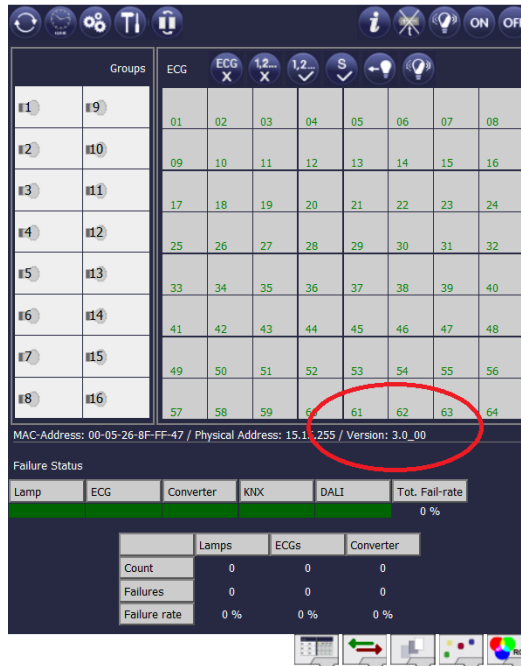 i ON OFF
Groups ECG ECG X 1,2... X 1,2... S
1 9 01 02 03 04 05 06 07 08
2 10 09 10 11 12 13 14 15 16
3 11 17 18 19 20 21 22 23 24
4 12 25 26 27 28 29 30 31 32
5 13 33 34 35 36 37 38 39 40
6 14 41 42 43 44 45 46 47 48
7 15 49 50 51 52 53 54 55 56
8 16 57 58 59 60 61 62 63 64
MAC-Address: 00-05-26-8F-FF-47 / Physical Address: 15.15.255 / Version: 3.0_00
Failure Status
Lamp ECG Converter KNX DALI Tot. Fail-rate
0 %
Lamps ECGs Converter
Count 0 0 0
Failures 0 0 0
Failure rate 0 % 0 % 0 %